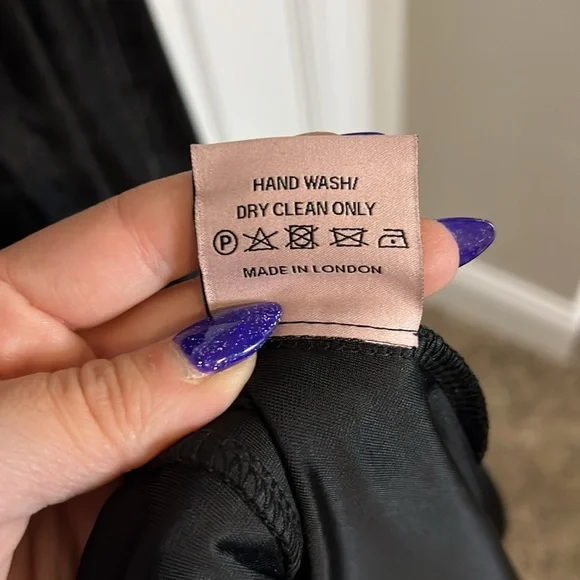 HAND WASH/
DRY CLEAN ONLY
P
MADE IN LONDON